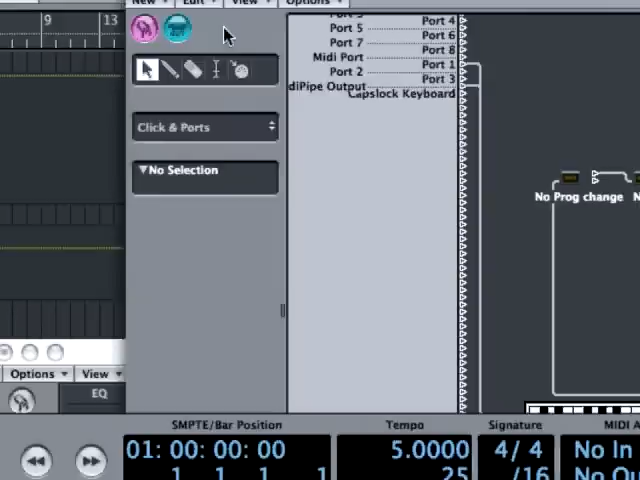 New Edit View Options
9 13
Port 4
Port 5
Port 6
Port 7
Port 8
Midi Port
Port 1
Port 2
Port 3
diPipe Output
Capslock Keyboard
Click & Ports
No Selection
No Prog change N
Options View
EQ
SMPTE/Bar Position Tempo Signature MIDI A
01: 00: 00: 00 5.0000 4/ 4 No In
1 1 1 1 25 /16 No Ou